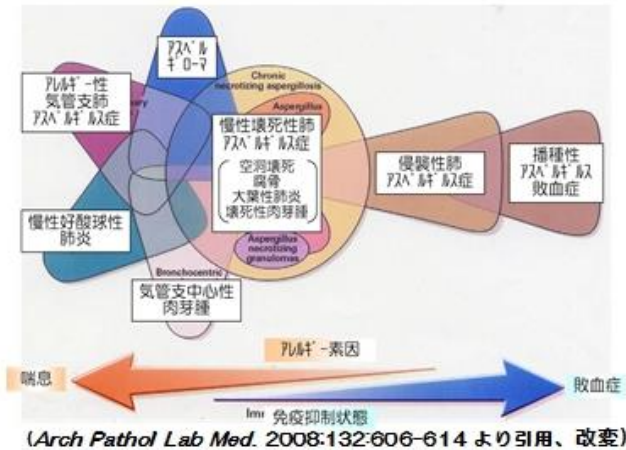 アスペル
ギローマ
アレルギー性
気管支肺
アスペルギルス症
Chronic
necrotizing aspergillosis
Aspergillus
慢性壊死性肺
アスペルギルス症
空洞壊死
腐骨
大葉性肺炎
壊死性肉芽腫
侵襲性肺
アスペルギルス症
播種性
アスペルギルス
敗血症
慢性好酸球性
肺炎
Aspergillus
necrotizing
granulomas
Bronchocentric
気管支中心性
肉芽腫
アレルギー素因
喘息
敗血症
免疫抑制状態
(Arch Pathol Lab Med. 2008:132:606-614 より引用、改変)